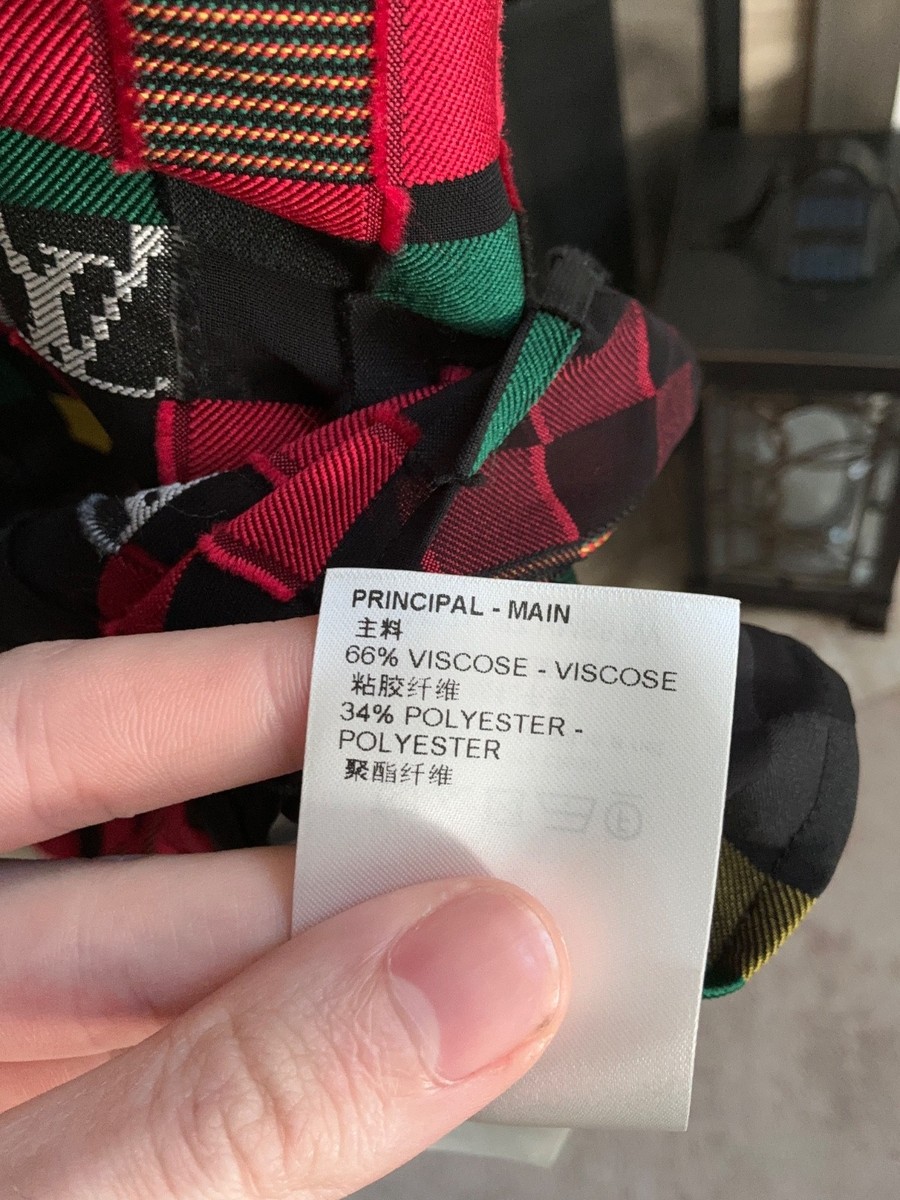 PRINCIPAL - MAIN
主料
66% VISCOSE - VISCOSE
粘胶纤维
34% POLYESTER -
POLYESTER
聚酯纤维